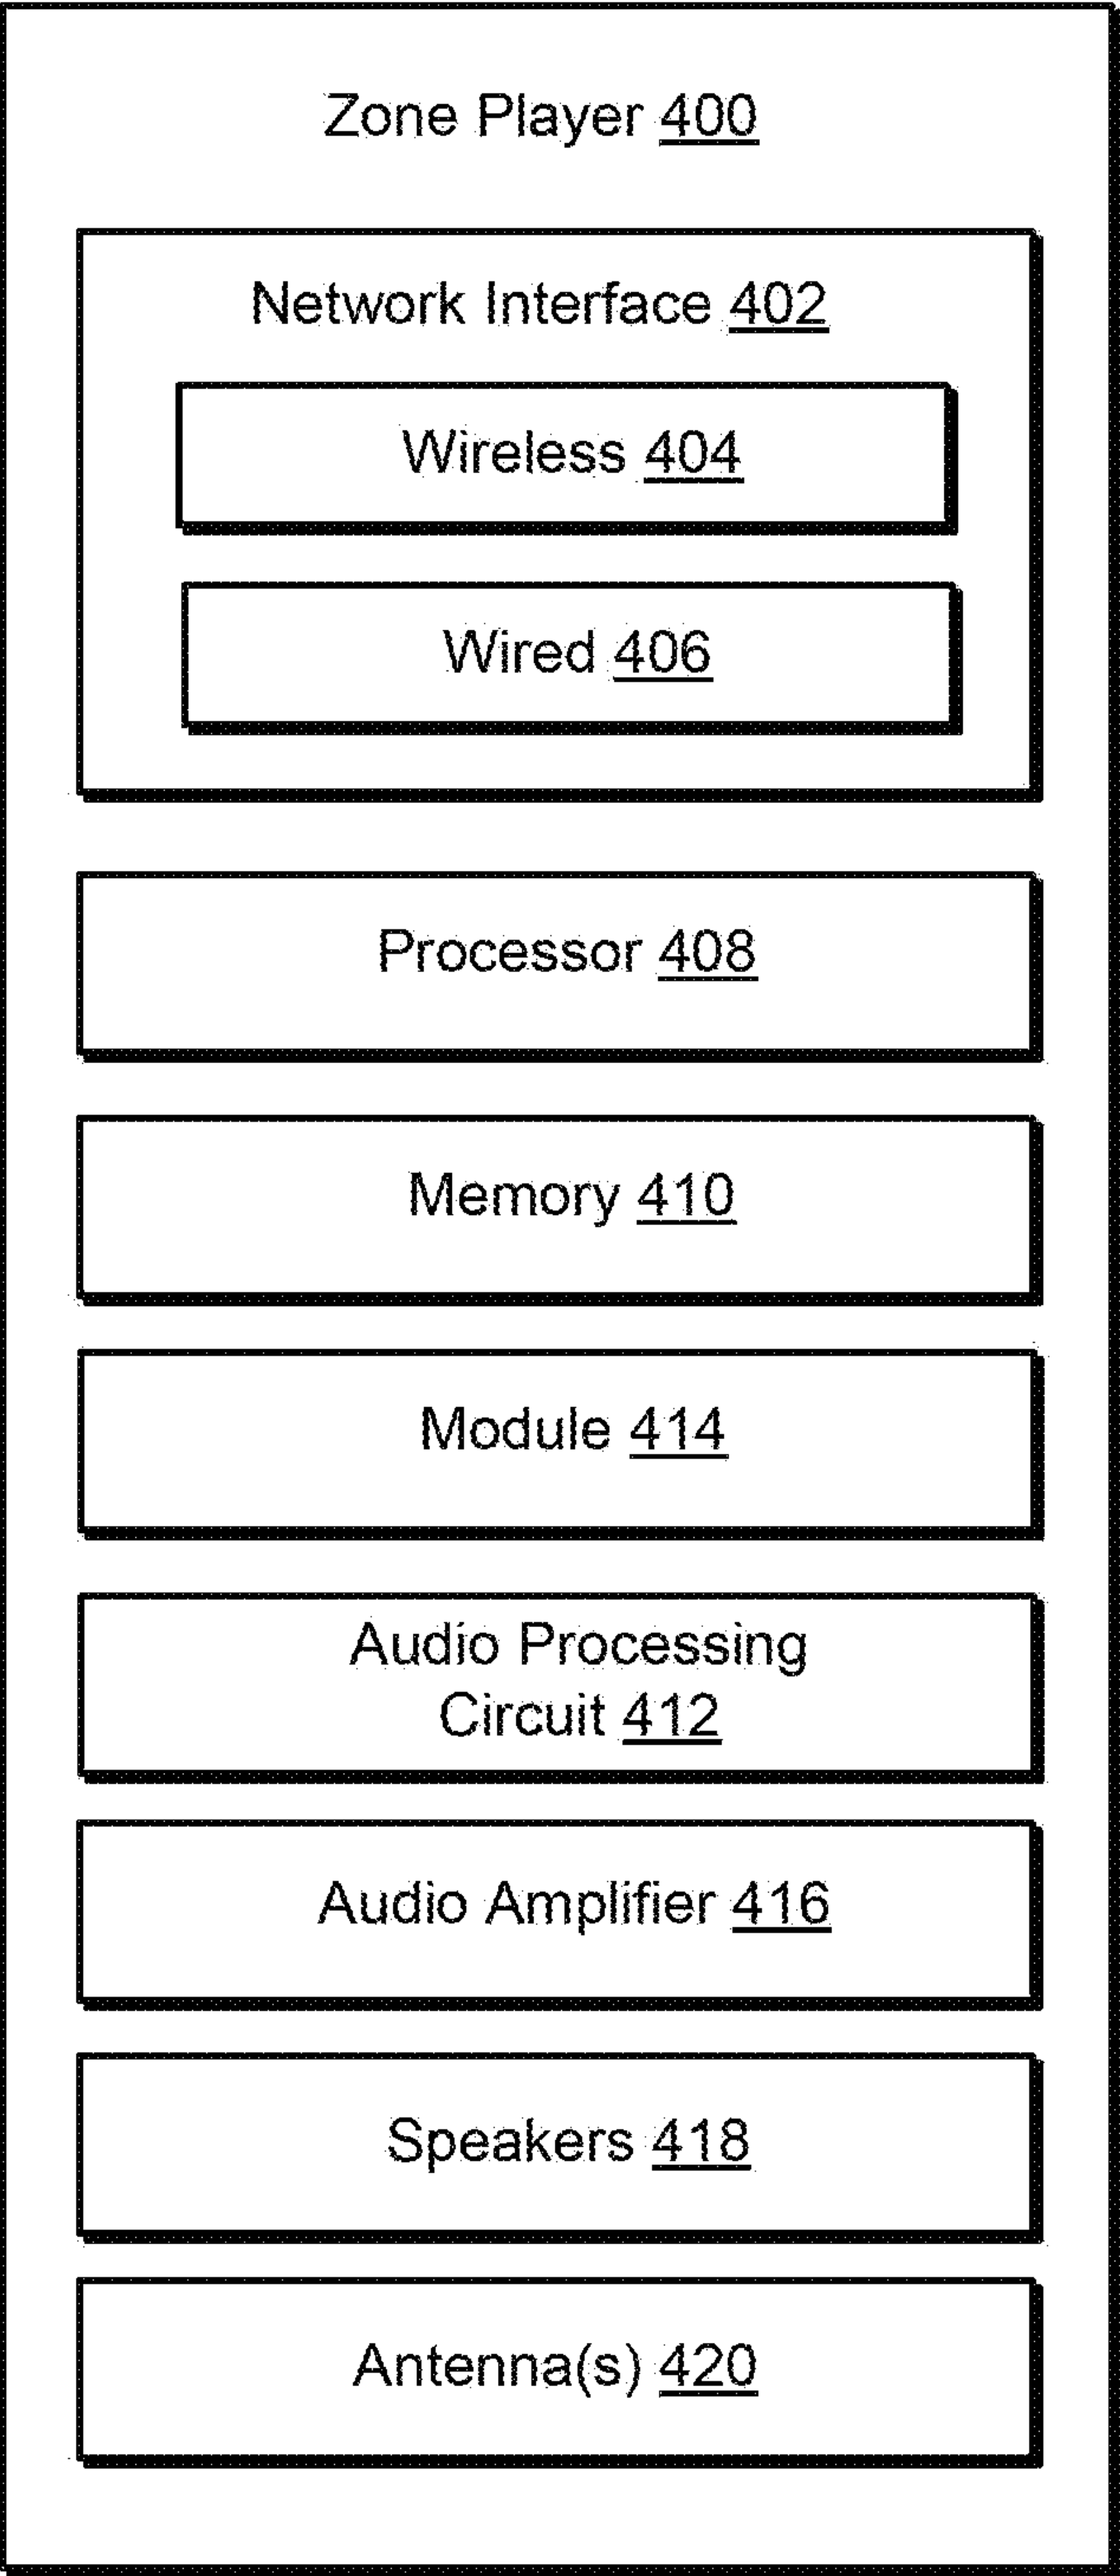 Zone Player 400
Network Interface 402
Wireless 404
Wired 406
Processor 408
Memory 410
Module 414
Audio Processing
Circuit 412
Audio Amplifier 416
Speakers 418
Antenna(s) 420